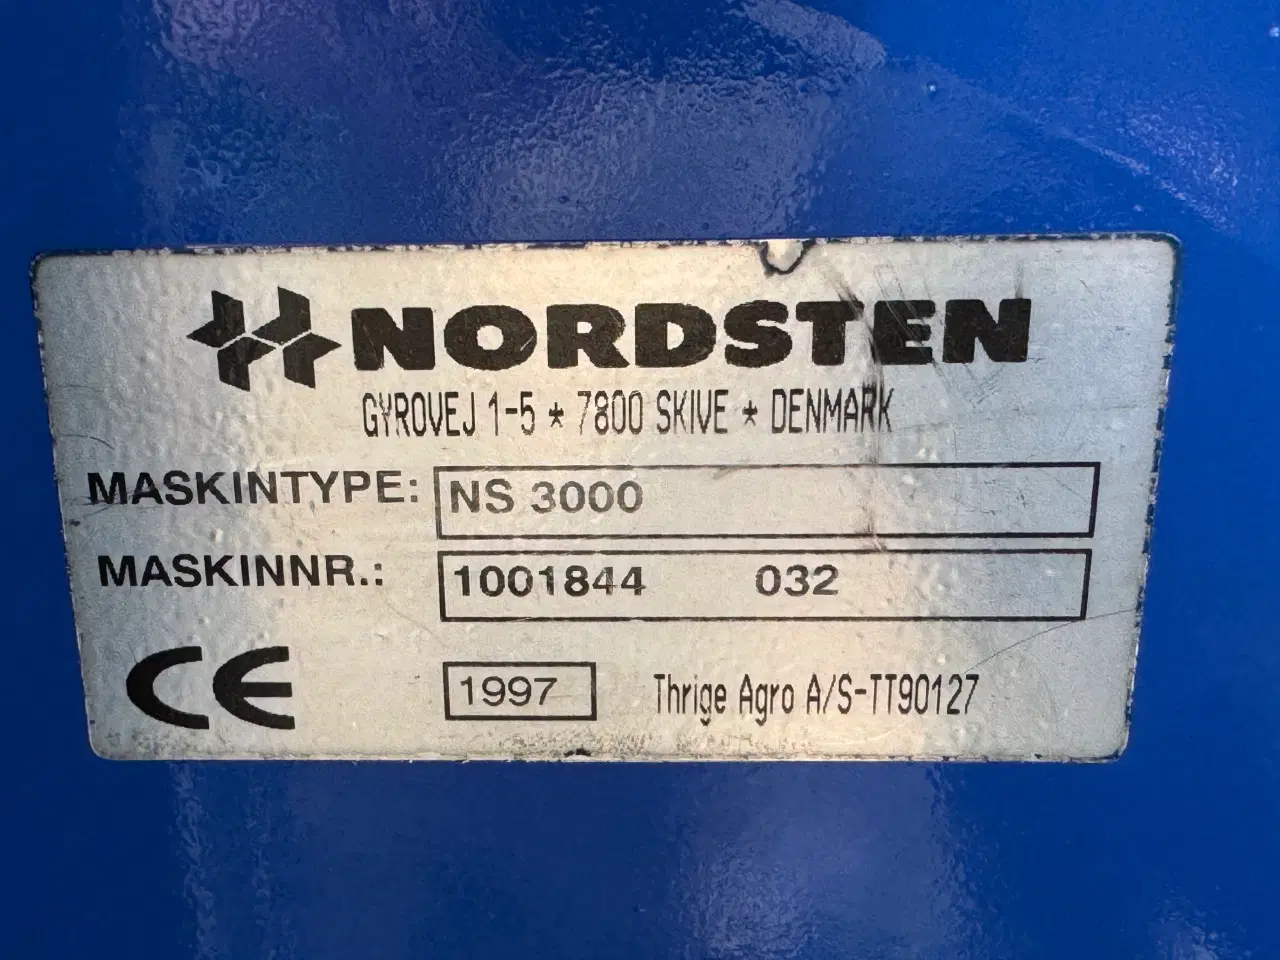 NORDSTEN
GYROVEJ 1-5 * 7800 SKIVE * DENMARK
MASKINTYPE: NS 3000
MASKINNR.: 1001844 032
CE 1997 Thrige Agro A/S-TT90127